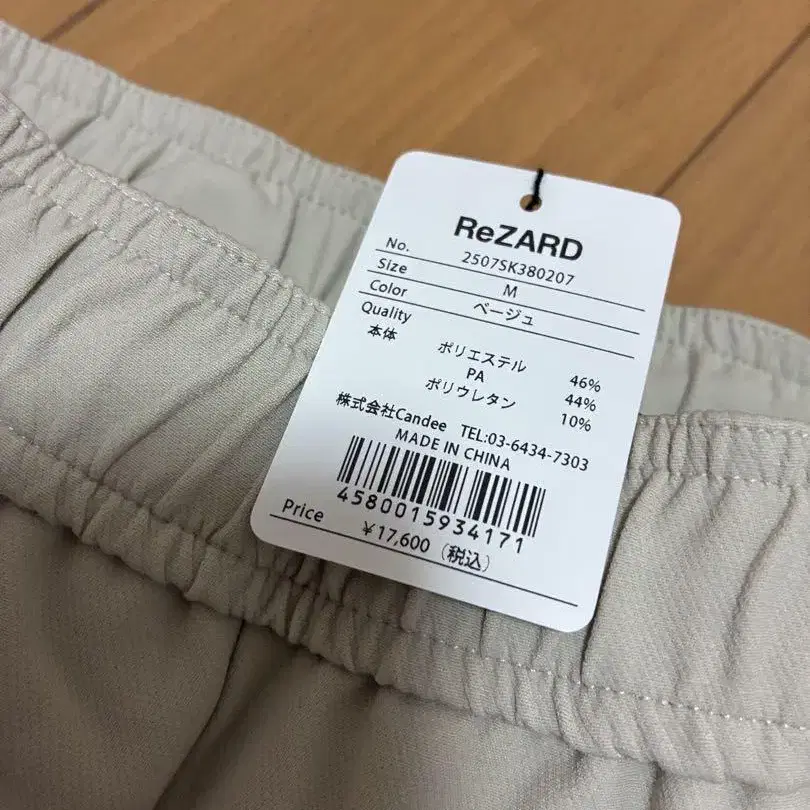 ReZARD
No. 2507SK380207
Size M
Color ベージュ
Quality
本体 ポリエステル 46%
PA 44%
ポリウレタン 10%
株式会社Candee TEL:03-6434-7303
MADE IN CHINA
4580015934171
Price ¥17,600（税込）